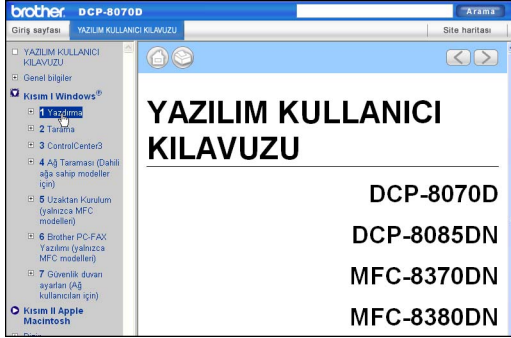 brother. DCP-8070D
Arama
Giriş sayfası YAZILIM KULLANICI KILAVUZU Site haritası
YAZILIM KULLANICI
KILAVUZU
Genel bilgiler
Kısım I Windows®
1 Yazdırma
2 Tarama
3 ControlCenter3
4 Ağ Taraması (Dahili
ağa sahip modeller
için)
5 Uzaktan Kurulum
(yalnızca MFC
modelleri)
6 Brother PC-FAX
Yazılımı (yalnızca
MFC modelleri)
7 Güvenlik duvarı
ayarları (Ağ
kullanıcıları için)
Kısım II Apple
Macintosh
YAZILIM KULLANICI
KILAVUZU
DCP-8070D
DCP-8085DN
MFC-8370DN
MFC-8380DN